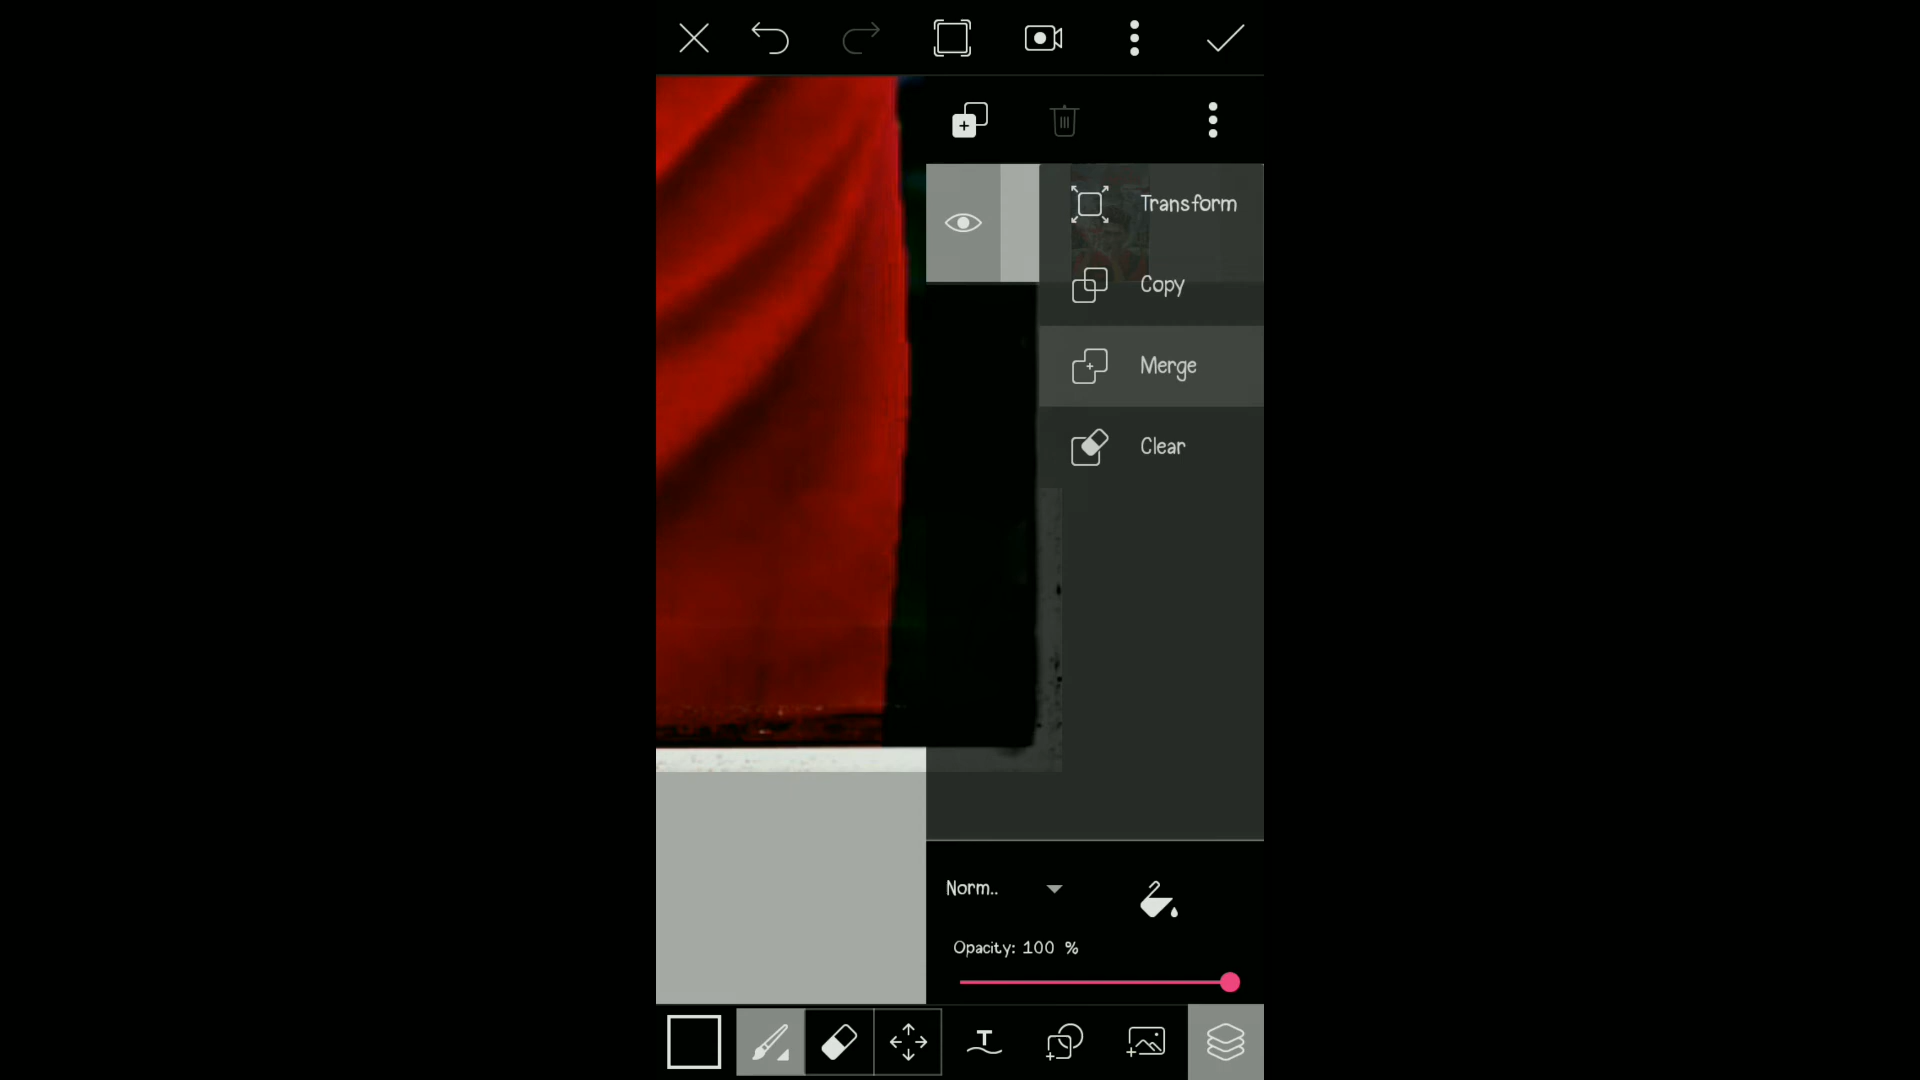 Transform
Copy
Merge
Clear
Norm..
Opacity: 100 %
T